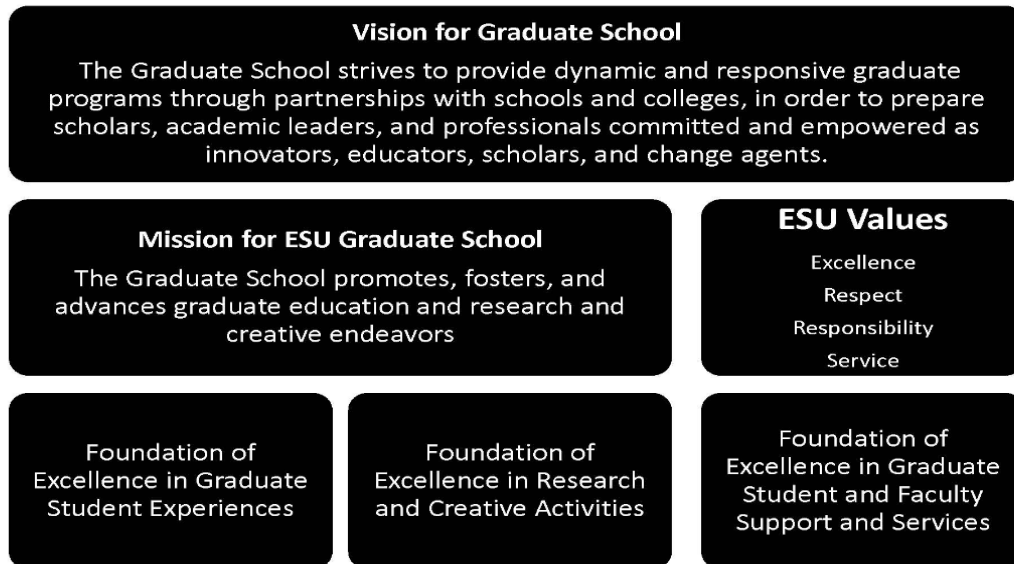 Vision for Graduate School
The Graduate School strives to provide dynamic and responsive graduate
programs through partnerships with schools and colleges, in order to prepare
scholars, academic leaders, and professionals committed and empowered as
innovators, educators, scholars, and change agents.
Mission for ESU Graduate School
The Graduate School promotes, fosters, and
advances graduate education and research and
creative endeavors
ESU Values
Excellence
Respect
Responsibility
Service
Foundation of
Excellence in Graduate
Student Experiences
Foundation of
Excellence in Research
and Creative Activities
Foundation of
Excellence in Graduate
Student and Faculty
Support and Services